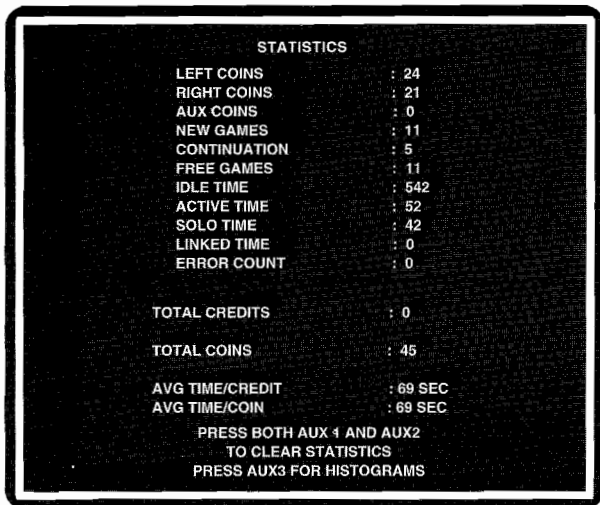 STATISTICS
LEFT COINS : 24
RIGHT COINS : 21
AUX COINS : 0
NEW GAMES : 11
CONTINUATION : 5
FREE GAMES : 11
IDLE TIME : 542
ACTIVE TIME : 52
SOLO TIME : 42
LINKED TIME : 0
ERROR COUNT : 0
TOTAL CREDITS : 0
TOTAL COINS : 45
AVG TIME/CREDIT : 69 SEC
AVG TIME/COIN : 69 SEC
PRESS BOTH AUX 1 AND AUX2
TO CLEAR STATISTICS
PRESS AUX3 FOR HISTOGRAMS